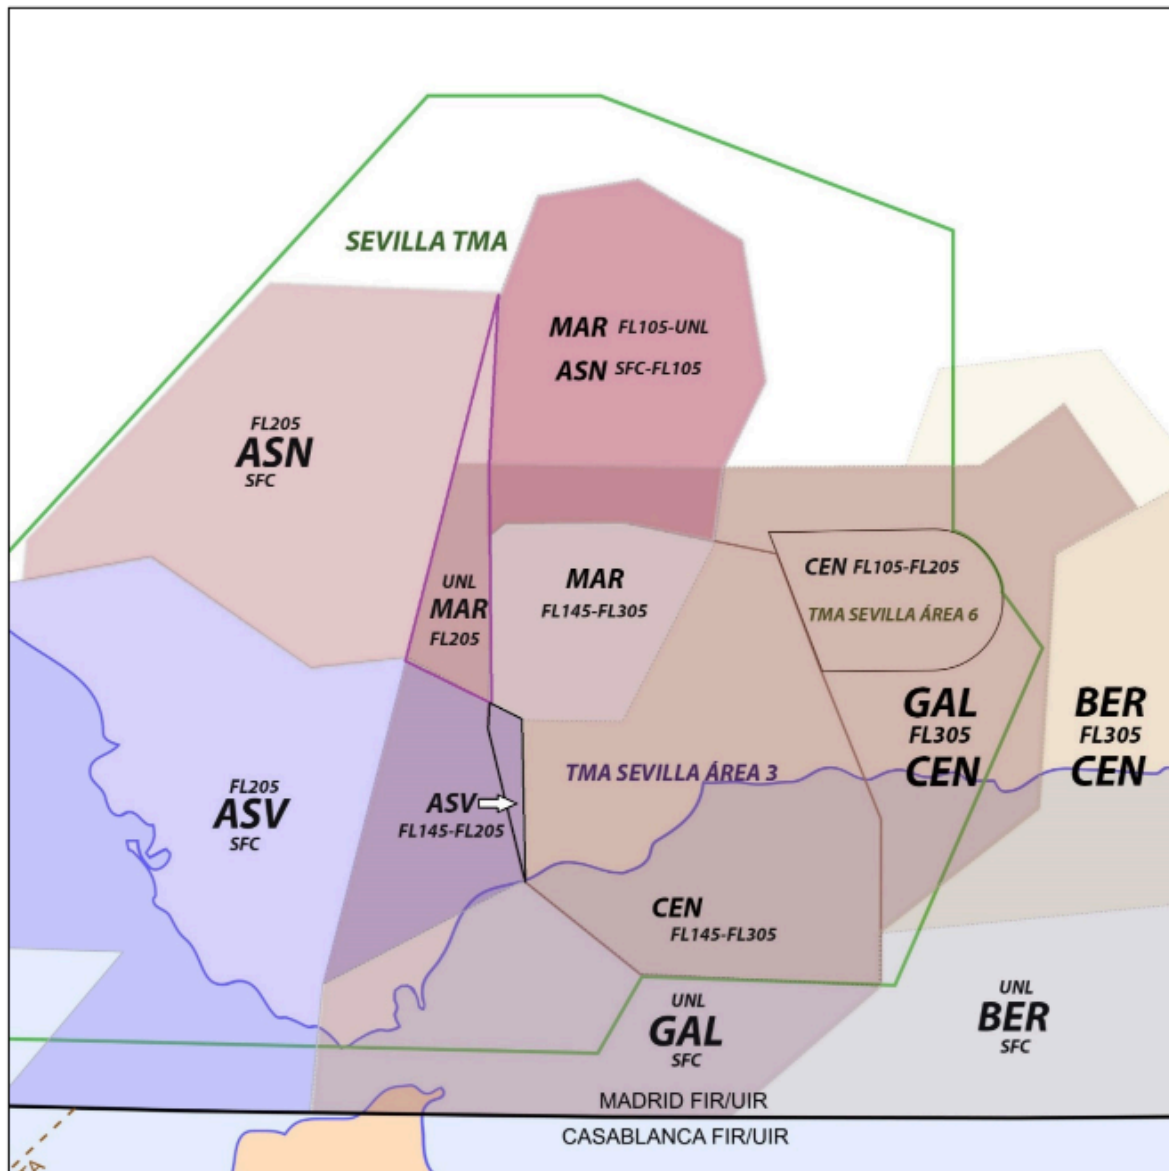 SEVILLA TMA
MAR FL105-UNL
ASN SFC-FL105
FL205
ASN
SFC
CEN FL105-FL205
TMA SEVILLA ÁREA 6
UNL
MAR
FL205
MAR
FL145-FL305
GAL
FL305
CEN
BER
FL305
CEN
TMA SEVILLA ÁREA 3
FL205
ASV
SFC
ASV
FL145-FL205
CEN
FL145-FL305
UNL
GAL
SFC
UNL
BER
SFC
MADRID FIR/UIR
CASABLANCA FIR/UIR